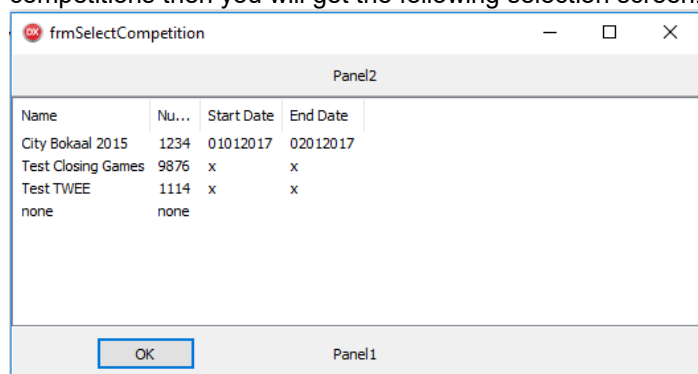 competitions then you will get the following selection screen.
frmSelectCompetition
Panel2
Name Nu... Start Date End Date
City Bokaal 2015 1234 01012017 02012017
Test Closing Games 9876 x x
Test TWEE 1114 x x
none none
OK Panel1